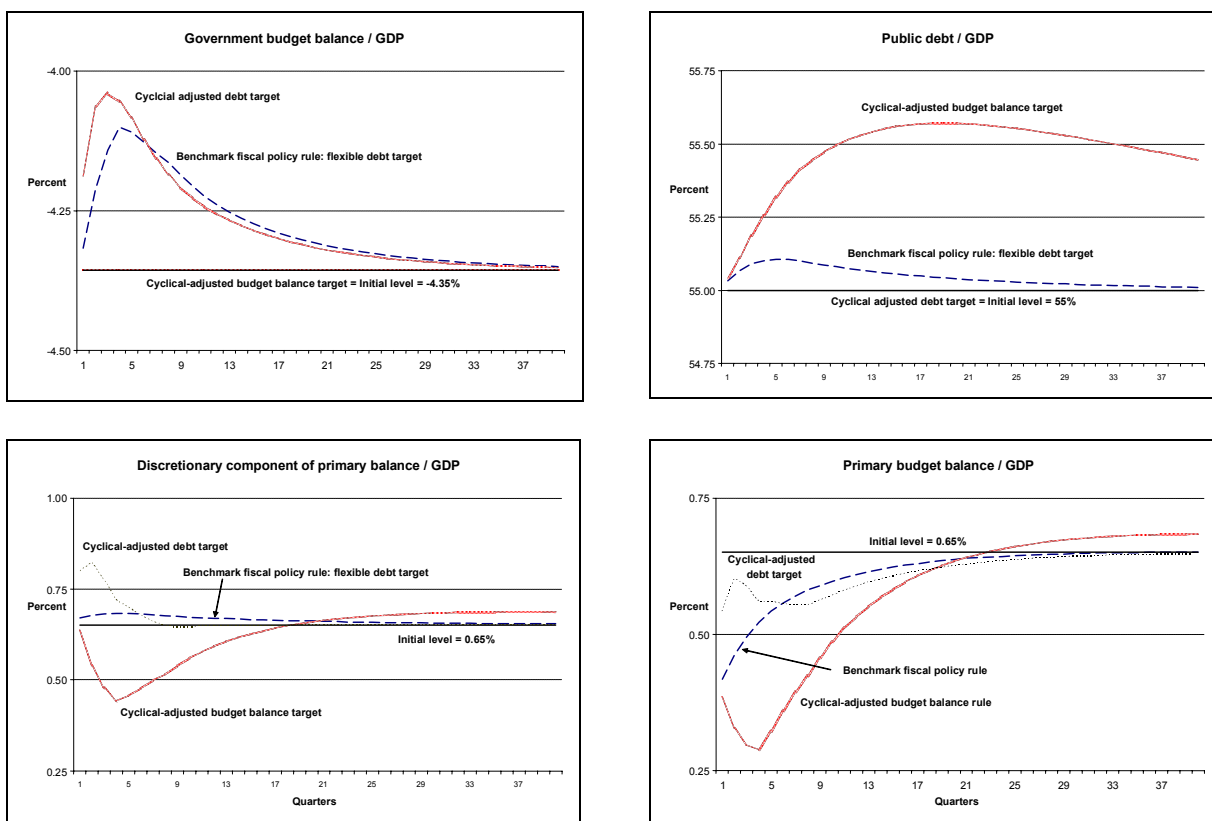 Government budget balance / GDP
-4.00
Cyclcial adjusted debt target
Benchmark fiscal policy rule: flexible debt target
Percent
-4.25
Cyclical-adjusted budget balance target = Initial level = -4.35%
-4.50
1 5 9 13 17 21 25 29 33 37
Public debt / GDP
55.75
Cyclical-adjusted budget balance target
55.50
Percent
55.25
Benchmark fiscal policy rule: flexible debt target
55.00
Cyclical adjusted debt target = Initial level = 55%
54.75
1 5 9 13 17 21 25 29 33 37
Discretionary component of primary balance / GDP
1.00
Cyclical-adjusted debt target
Benchmark fiscal policy rule: flexible debt target
0.75
Percent
Initial level = 0.65%
0.50
Cyclical-adjusted budget balance target
0.25
1 5 9 13 17 21 25 29 33 37
Quarters
Primary budget balance / GDP
0.75
Initial level = 0.65%
Cyclical-adjusted
debt target
Percent
0.50
Benchmark fiscal policy rule
Cyclical-adjusted budget balance rule
0.25
1 5 9 13 17 21 25 29 33 37
Quarters